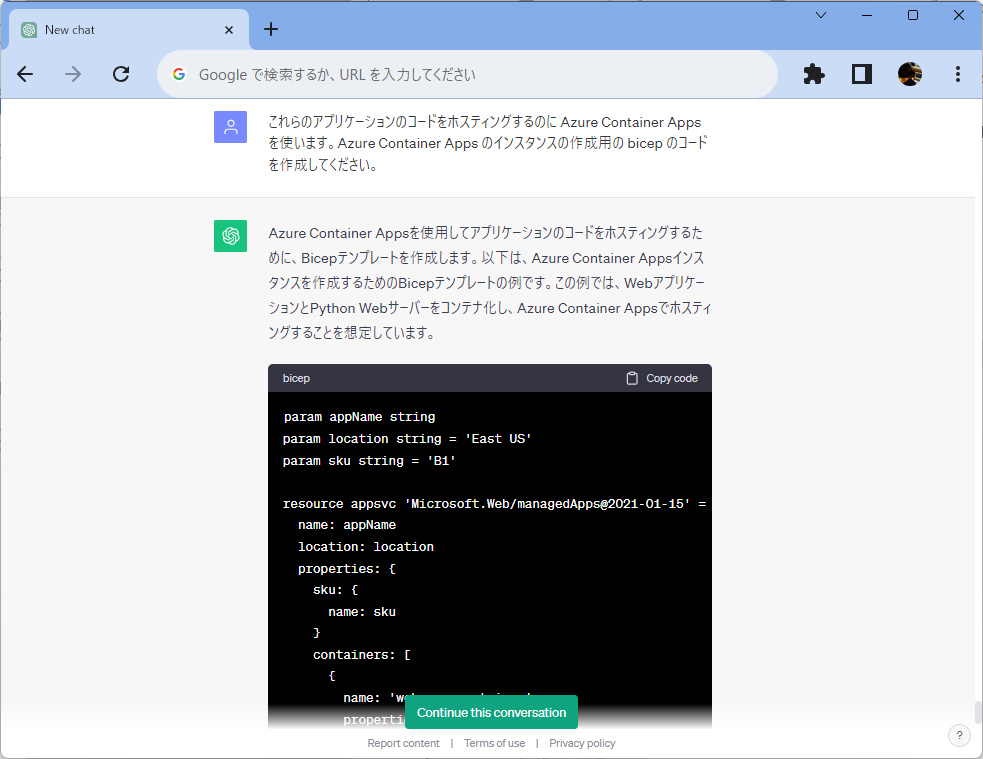 New chat
Google で検索するか、URL を入力してください
これらのアプリケーションのコードをホスティングするのに Azure Container Apps
を使います。Azure Container Apps のインスタンスの作成用の bicep のコード
を作成してください。
Azure Container Appsを使用してアプリケーションのコードをホスティングするた
めに、Bicepテンプレートを作成します。以下は、Azure Container Appsインス
タンスを作成するためのBicepテンプレートの例です。この例では、Webアプリケー
ションとPython Webサーバーをコンテナ化し、Azure Container Appsでホスティ
ングすることを想定しています。
bicep
Copy code
param appName string
param location string = 'East US'
param sku string = 'B1'
resource appsvc 'Microsoft.Web/managedApps@2021-01-15' =
name: appName
location: location
properties: {
sku: {
name: sku
}
containers: [
{
name:
Continue this conversation
Report content | Terms of use | Privacy policy
?